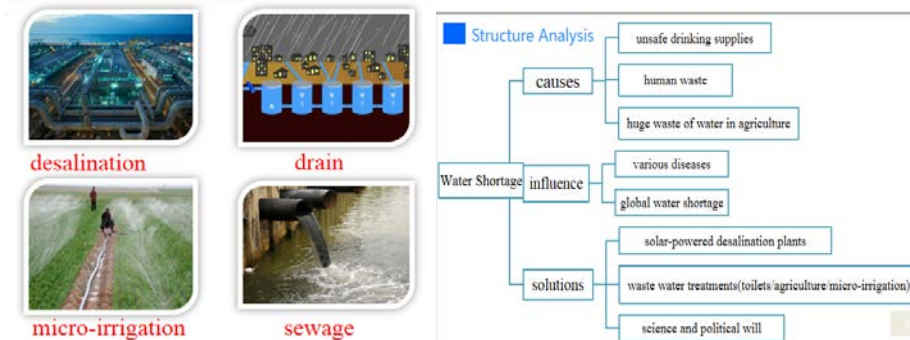 desalination
drain
micro-irrigation
sewage
Structure Analysis
Water Shortage
causes
unsafe drinking supplies
human waste
huge waste of water in agriculture
influence
various diseases
global water shortage
solutions
solar-powered desalination plants
waste water treatments(toilets/agriculture/micro-irrigation)
science and political will